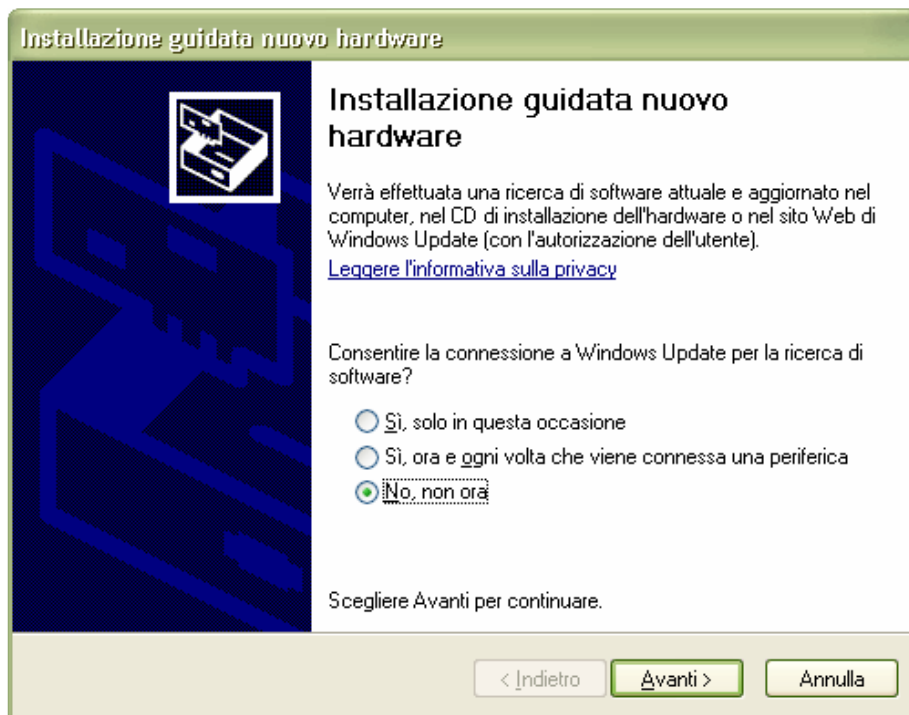 Installazione guidata nuovo hardware
Installazione guidata nuovo
hardware
Verrà effettuata una ricerca di software attuale e aggiornato nel
computer, nel CD di installazione dell'hardware o nel sito Web di
Windows Update (con l'autorizzazione dell'utente).
Leggere l'informativa sulla privacy
Consentire la connessione a Windows Update per la ricerca di
software?
Sì, solo in questa occasione
Sì, ora e ogni volta che viene connessa una periferica
No, non ora
Scegliere Avanti per continuare.
< Indietro Avanti > Annulla